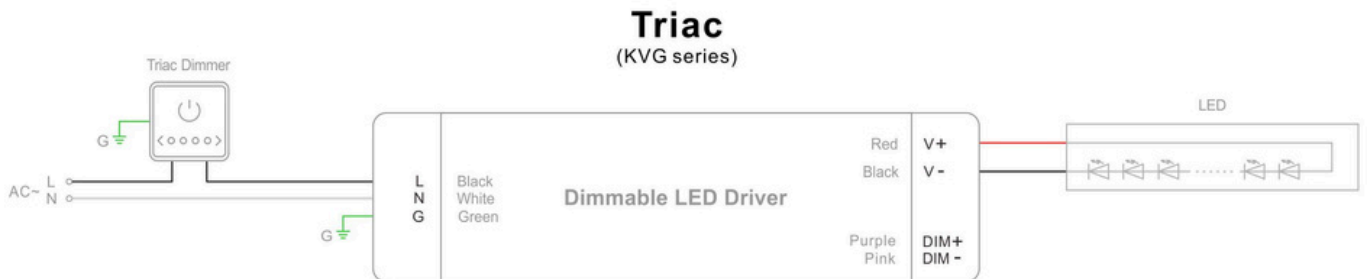 Triac
(KVG series)
Triac Dimmer
G
AC~ L
N
L Black
N White
G Green
G
Dimmable LED Driver
Red V+
Black V-
Purple DIM+
Pink DIM-
LED